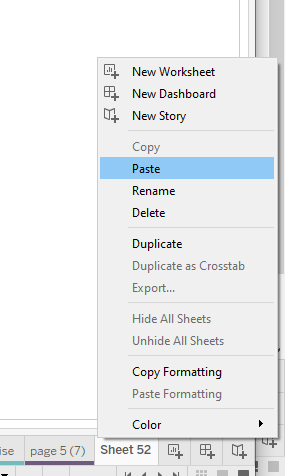 New Worksheet
New Dashboard
New Story
Copy
Paste
Rename
Delete
Duplicate
Duplicate as Crosstab
Export...
Hide All Sheets
Unhide All Sheets
Copy Formatting
Paste Formatting
Color
ise page 5 (7) Sheet 52